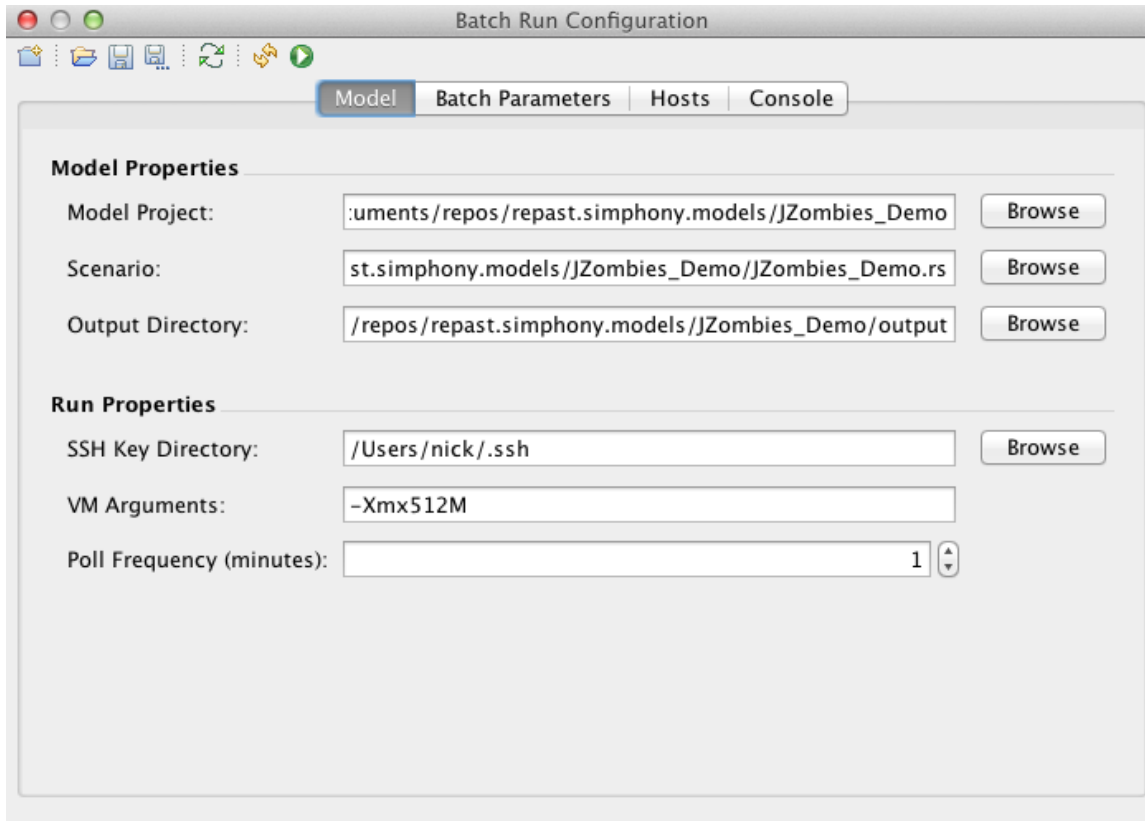 Batch Run Configuration
Model Batch Parameters Hosts Console
Model Properties
Model Project: :uments/repos/repast.simphony.models/JZombies_Demo Browse
Scenario: st.simphony.models/JZombies_Demo/JZombies_Demo.rs Browse
Output Directory: /repos/repast.simphony.models/JZombies_Demo/output Browse
Run Properties
SSH Key Directory: /Users/nick/.ssh Browse
VM Arguments: -Xmx512M
Poll Frequency (minutes): 1